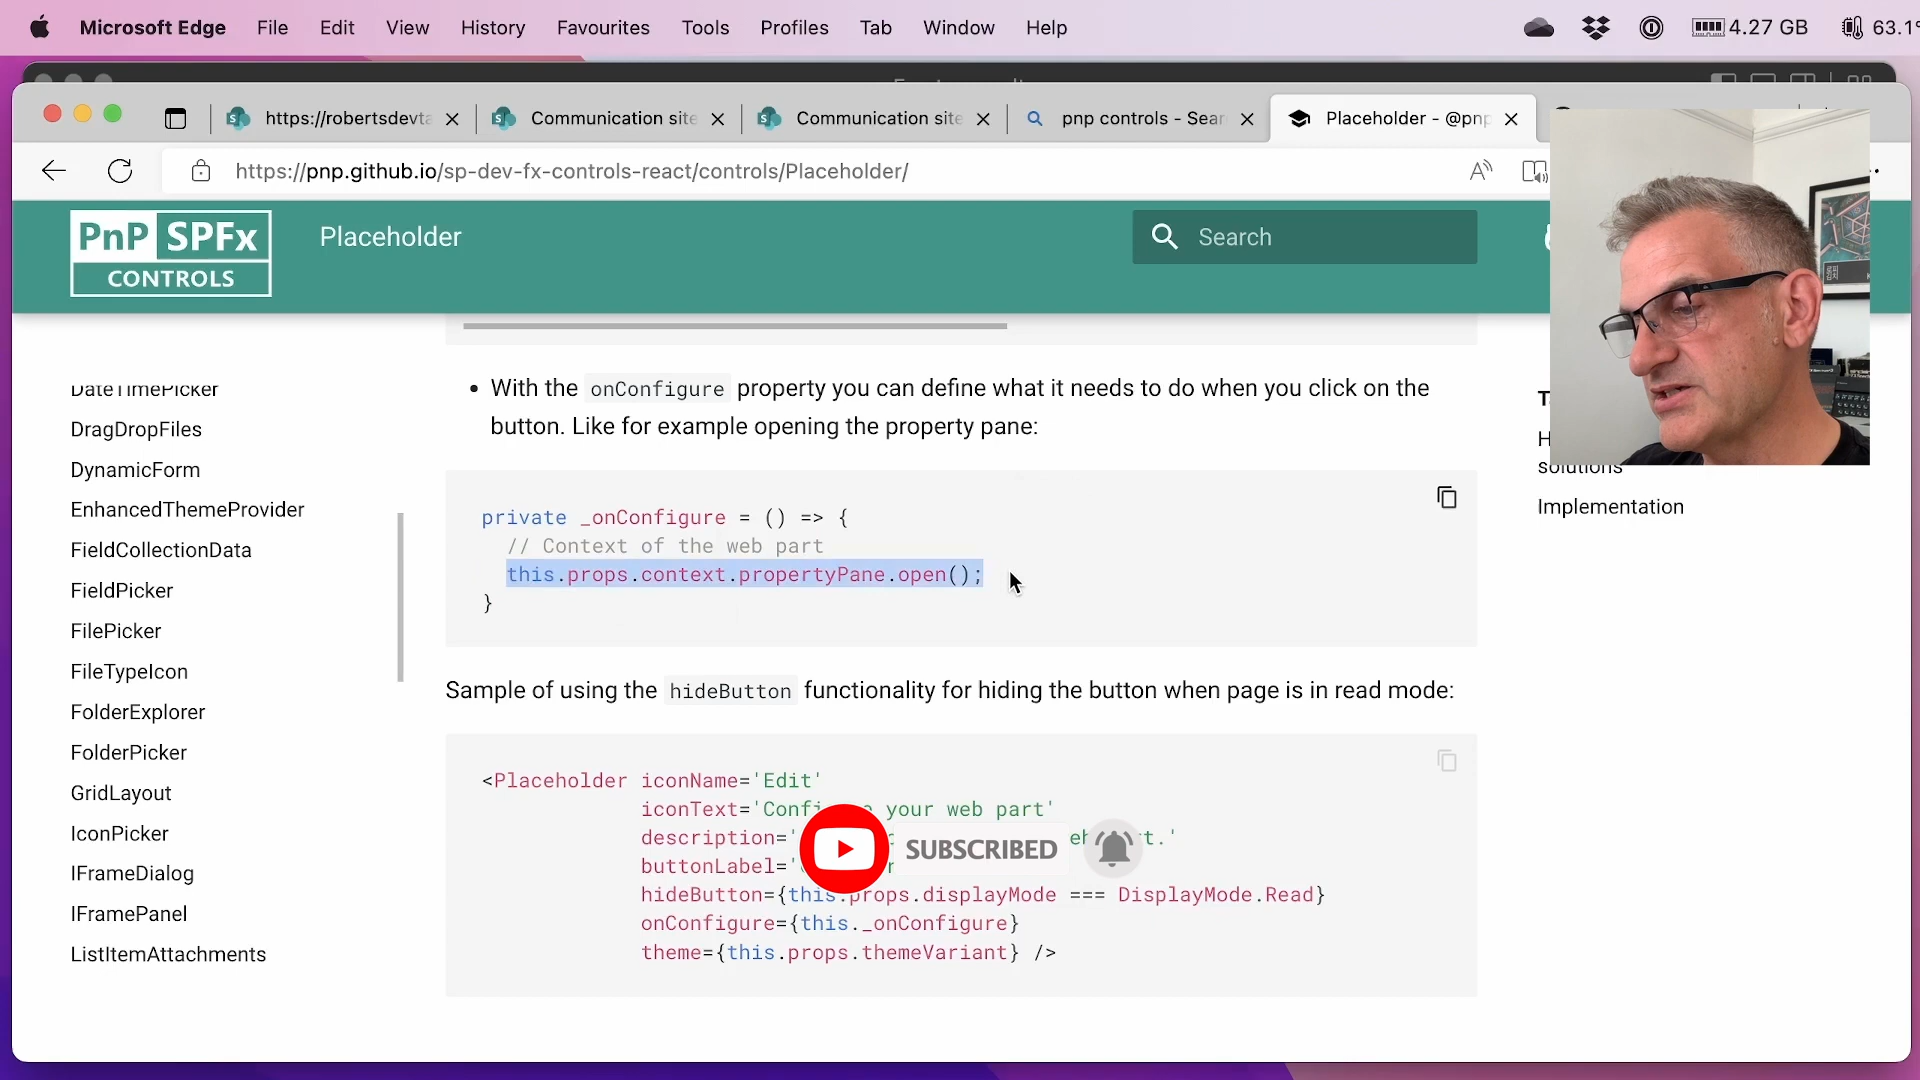 Microsoft Edge File Edit View History Favourites Tools Profiles Tab Window Help 4.27 GB 63.1°
https://robertsdevta Communication site Communication site pnp controls - Sear Placeholder - @pnp
https://pnp.github.io/sp-dev-fx-controls-react/controls/Placeholder/
PnP SPFx
CONTROLS
Placeholder
Search
DateTimePicker
DragDropFiles
DynamicForm
EnhancedThemeProvider
FieldCollectionData
FieldPicker
FilePicker
FileTypeIcon
FolderExplorer
FolderPicker
GridLayout
IconPicker
IFrameDialog
IFramePanel
ListItemAttachments
• With the onConfigure property you can define what it needs to do when you click on the
button. Like for example opening the property pane:
private _onConfigure = () => {
// Context of the web part
this.props.context.propertyPane.open();
}
Sample of using the hideButton functionality for hiding the button when page is in read mode:
<Placeholder iconName='Edit'
iconText='Confi your web part'
description=' t.'
buttonLabel='
hideButton={this.props.displayMode === DisplayMode.Read}
onConfigure={this._onConfigure}
theme={this.props.themeVariant} />
SUBSCRIBED
solutions
Implementation